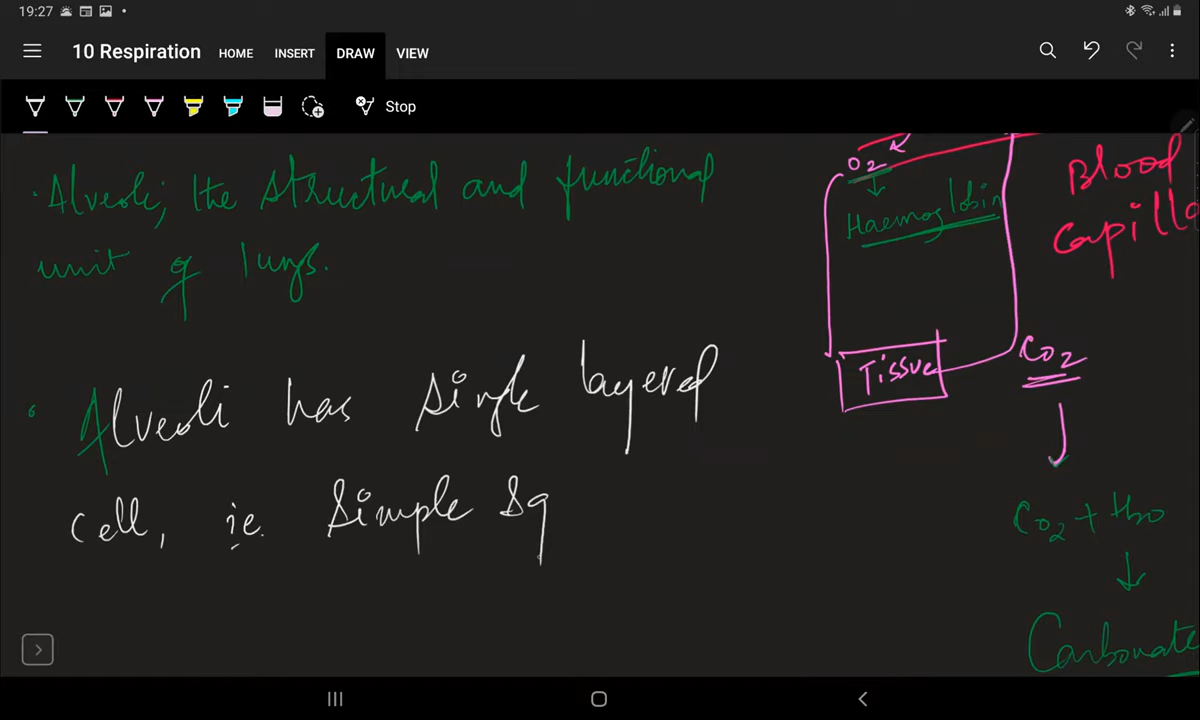 19:27
10 Respiration HOME INSERT DRAW VIEW
Stop
Alveoli, the structural and functional
unit of lungs.
Alveoli has single layered
cell, ie. Simple Sq
O2
Haemoglobin
Blood
Capilla
Tissue
CO2
CO2 + H2O
Carbonate